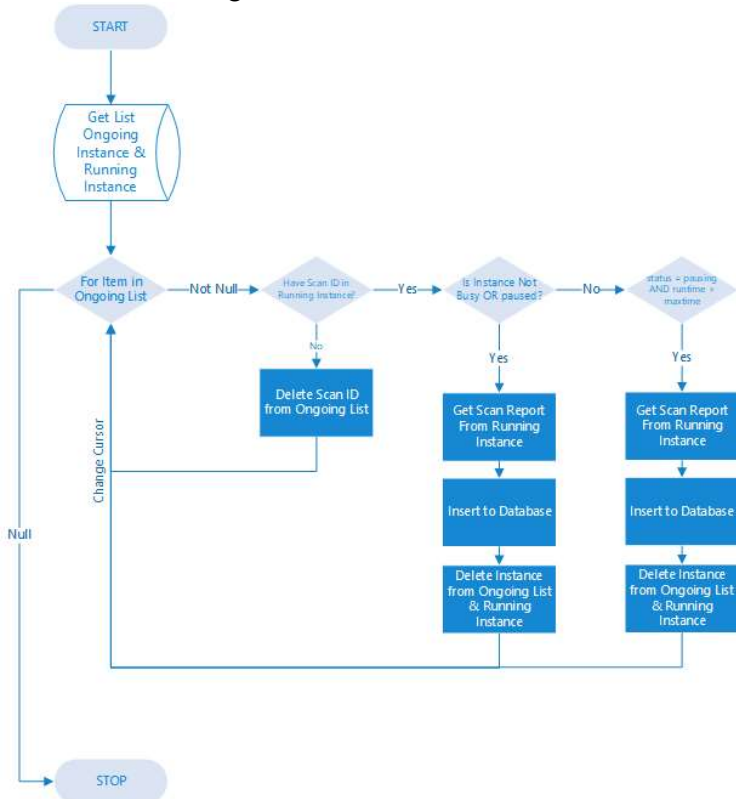 START
Get List
Ongoing
Instance &
Running
Instance
For Item in
Ongoing List
Not Null
Have Scan ID in
Running Instance?
Yes
Is Instance Not
Busy OR paused?
No
status = pausing
AND runtime =
maxtime
No
Yes
Yes
Delete Scan ID
from Ongoing List
Get Scan Report
From Running
Instance
Get Scan Report
From Running
Instance
Change Cursor
Insert to Database
Insert to Database
Null
Delete Instance
from Ongoing List
& Running
Instance
Delete Instance
from Ongoing List
& Running
Instance
STOP